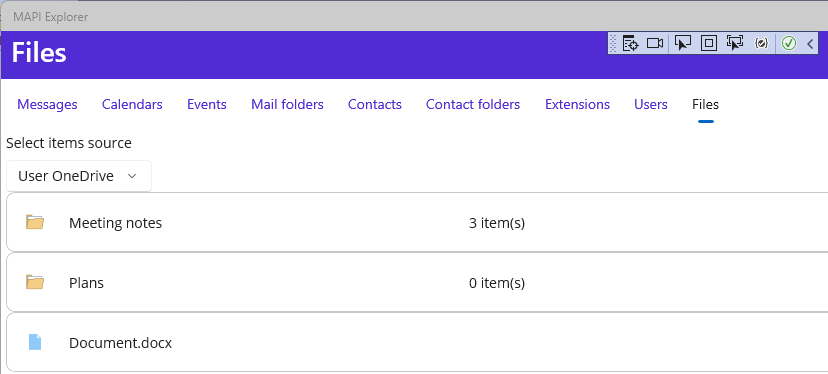 MAPI Explorer
Files
Messages Calendars Events Mail folders Contacts Contact folders Extensions Users Files
Select items source
User OneDrive
Meeting notes 3 item(s)
Plans 0 item(s)
Document.docx